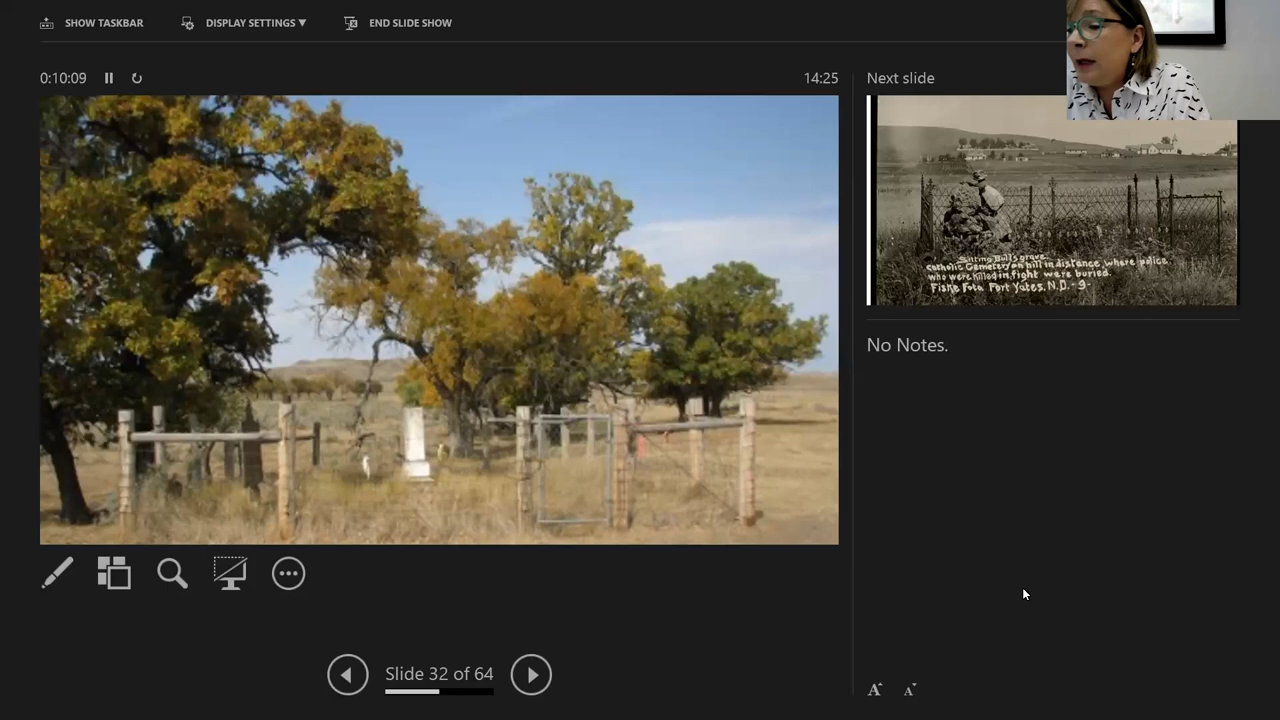 SHOW TASKBAR
DISPLAY SETTINGS ▼
END SLIDE SHOW
0:10:09
14:25
Next slide
Sitting Bull's grave
Catholic Cemetery on hill in distance, where police
who were killed in fight were buried.
Fiske Foto Fort Yates, N.D. - 9 -
No Notes.
Slide 32 of 64
A
A